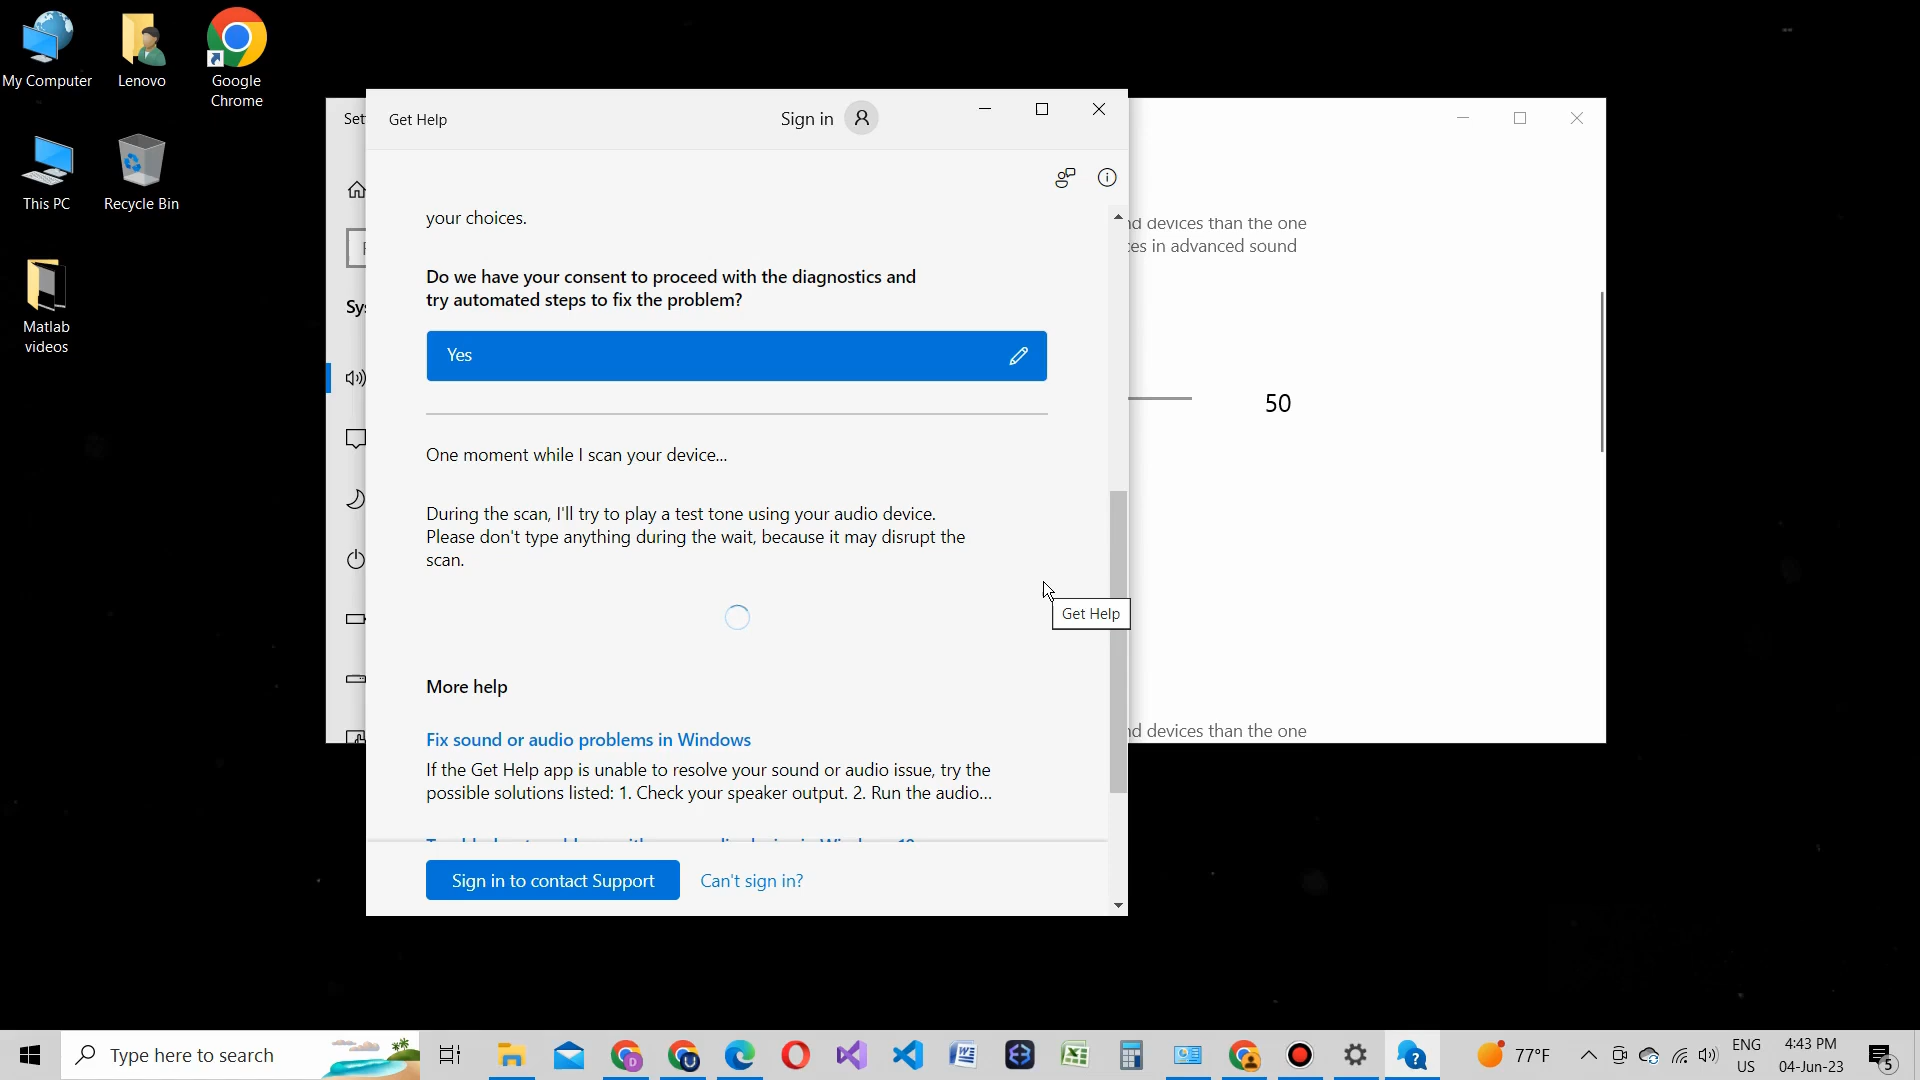 My Computer
Lenovo
Google
Chrome
This PC
Recycle Bin
Matlab
videos
Get Help
Sign in
your choices.
Do we have your consent to proceed with the diagnostics and
try automated steps to fix the problem?
Yes
One moment while I scan your device...
During the scan, I'll try to play a test tone using your audio device.
Please don't type anything during the wait, because it may disrupt the
scan.
Get Help
More help
Fix sound or audio problems in Windows
If the Get Help app is unable to resolve your sound or audio issue, try the
possible solutions listed: 1. Check your speaker output. 2. Run the audio...
Sign in to contact Support
Can't sign in?
devices than the one
in advanced sound
50
devices than the one
Type here to search
77°F
ENG
US
4:43 PM
04-Jun-23
5